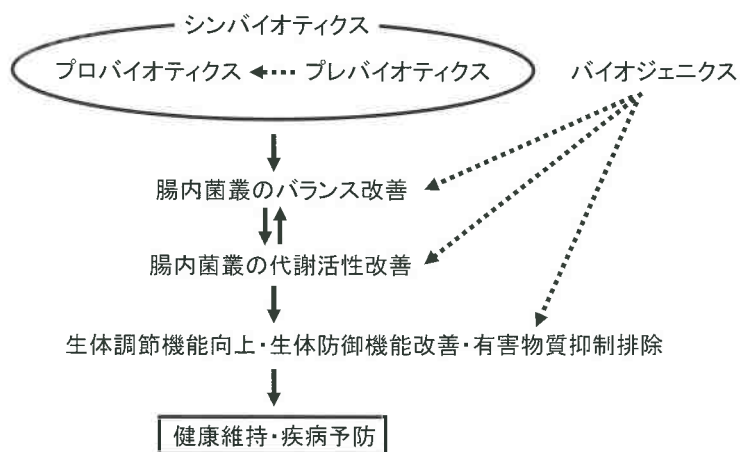 シンバイオティクス
プロバイオティクス プレバイオティクス バイオジェニクス
腸内菌叢のバランス改善
腸内菌叢の代謝活性改善
生体調節機能向上・生体防御機能改善・有害物質抑制排除
健康維持・疾病予防